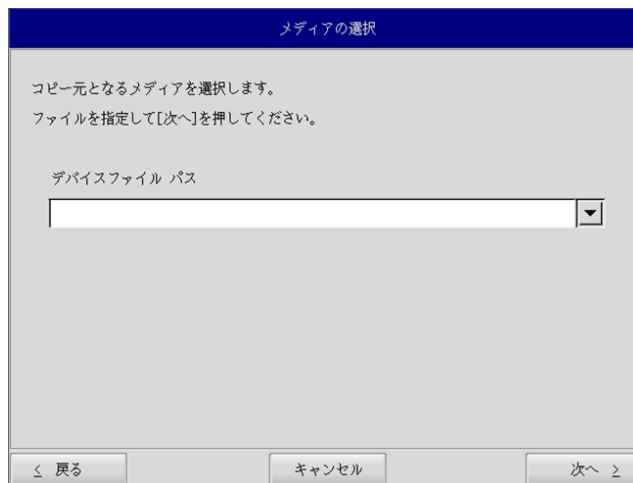 メディアの選択
コピー元となるメディアを選択します。
ファイルを指定して[次へ]を押してください。
デバイスファイル パス
< 戻る
キャンセル
次へ >